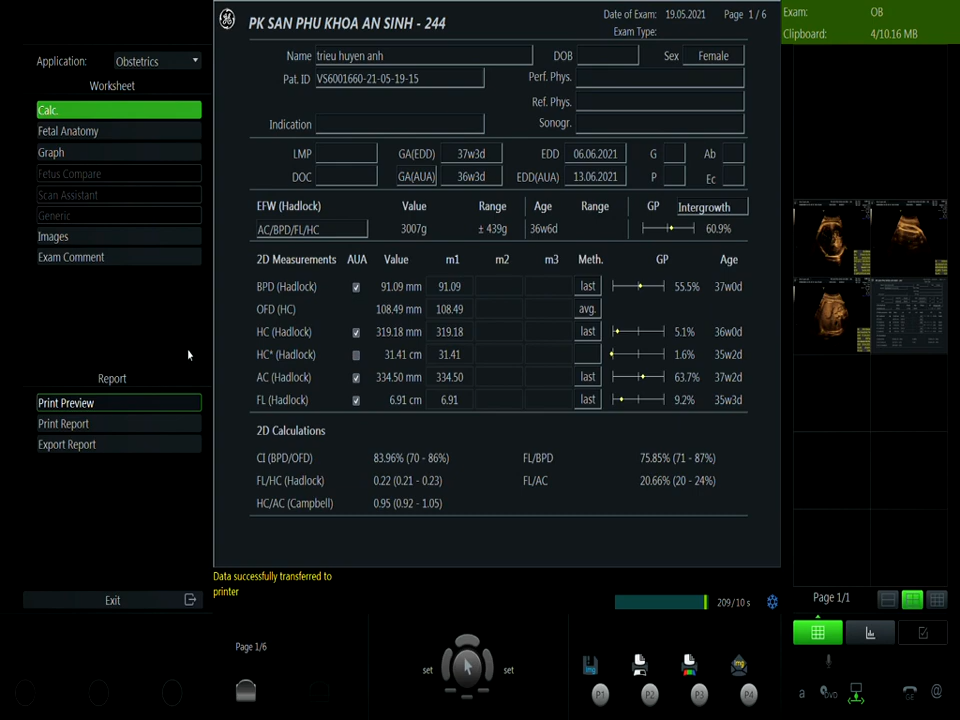 PK SAN PHU KHOA AN SINH - 244
Date of Exam: 19.05.2021 Page 1 / 6
Exam Type:
Exam: OB
Clipboard: 4/10.16 MB
Application: Obstetrics
Worksheet
Calc.
Fetal Anatomy
Graph
Fetus Compare
Scan Assistant
Generic
Images
Exam Comment
Report
Print Preview
Print Report
Export Report
Exit
Name trieu huyen anh DOB Sex Female
Pat. ID VS6001660-21-05-19-15 Perf. Phys.
Ref. Phys.
Indication Sonogr.
LMP GA(EDD) 37w3d EDD 06.06.2021 G Ab
DOC GA(AUA) 36w3d EDD(AUA) 13.06.2021 P Ec
EFW (Hadlock) Value Range Age Range GP Intergrowth
AC/BPD/FL/HC 3007g ± 439g 36w6d 60.9%
2D Measurements AUA Value m1 m2 m3 Meth. GP Age
BPD (Hadlock) 91.09 mm 91.09 last 55.5% 37w0d
OFD (HC) 108.49 mm 108.49 avg.
HC (Hadlock) 319.18 mm 319.18 last 5.1% 36w0d
HC* (Hadlock) 31.41 cm 31.41 1.6% 35w2d
AC (Hadlock) 334.50 mm 334.50 last 63.7% 37w2d
FL (Hadlock) 6.91 cm 6.91 last 9.2% 35w3d
2D Calculations
CI (BPD/OFD) 83.96% (70 - 86%) FL/BPD 75.85% (71 - 87%)
FL/HC (Hadlock) 0.22 (0.21 - 0.23) FL/AC 20.66% (20 - 24%)
HC/AC (Campbell) 0.95 (0.92 - 1.05)
Data successfully transferred to
printer
209/10 s
Page 1/1
Page 1/6
set set
P1 P2 P3 P4
a DVD @